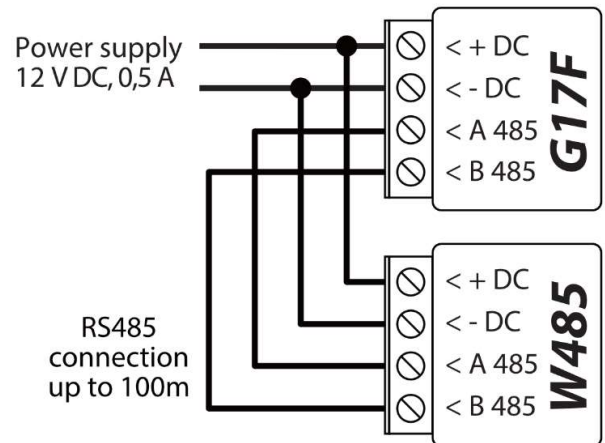 Power supply
12 V DC, 0,5 A
< + DC
< - DC
< A 485
< B 485
G17F
< + DC
< - DC
< A 485
< B 485
W485
RS485
connection
up to 100m